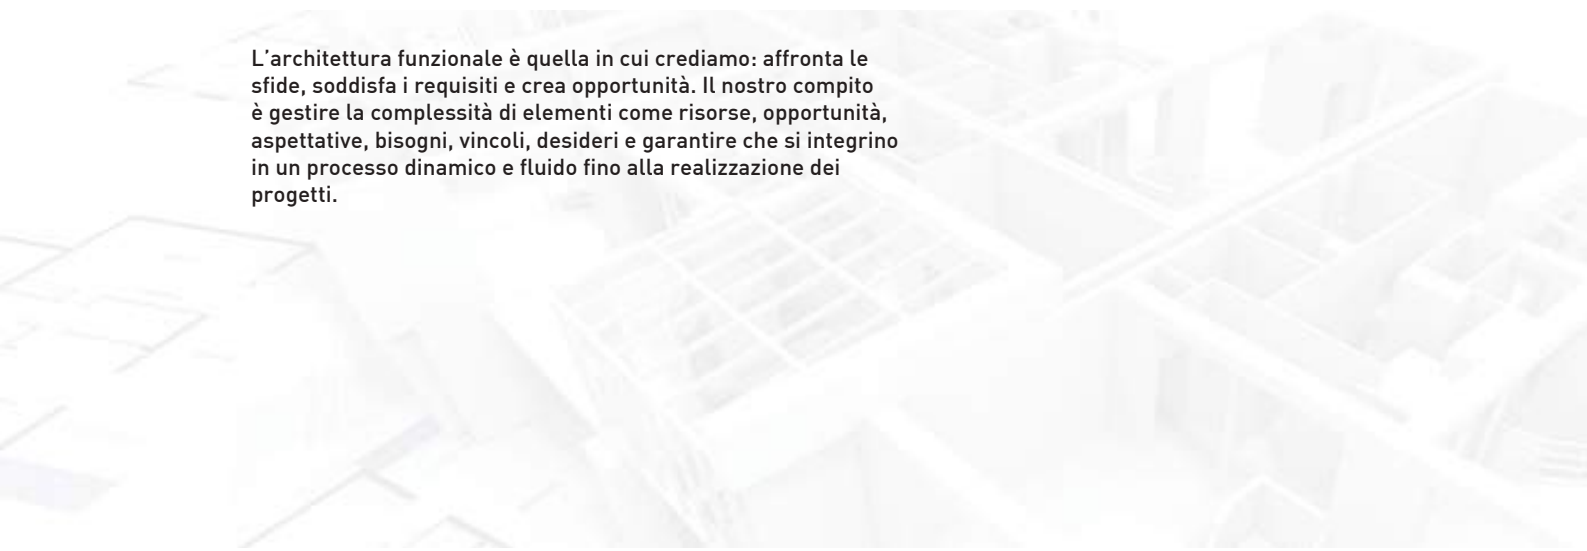 L'architettura funzionale è quella in cui crediamo: affronta le
sfide, soddisfa i requisiti e crea opportunità. Il nostro compito
è gestire la complessità di elementi come risorse, opportunità,
aspettative, bisogni, vincoli, desideri e garantire che si integrino
in un processo dinamico e fluido fino alla realizzazione dei
progetti.